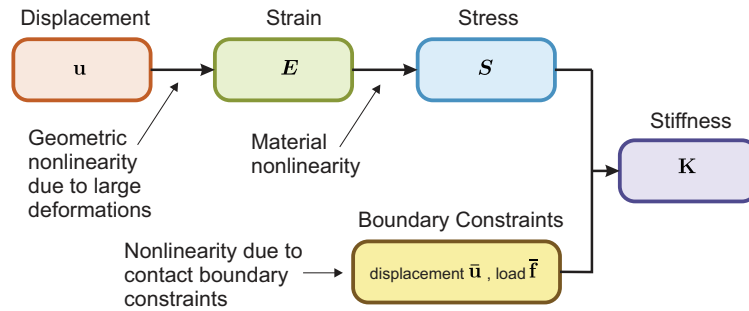 Displacement
Strain
Stress
u
E
S
Geometric
nonlinearity
due to large
deformations
Material
nonlinearity
Stiffness
K
Boundary Constraints
Nonlinearity due to
contact boundary
constraints
displacement ū , load f̄